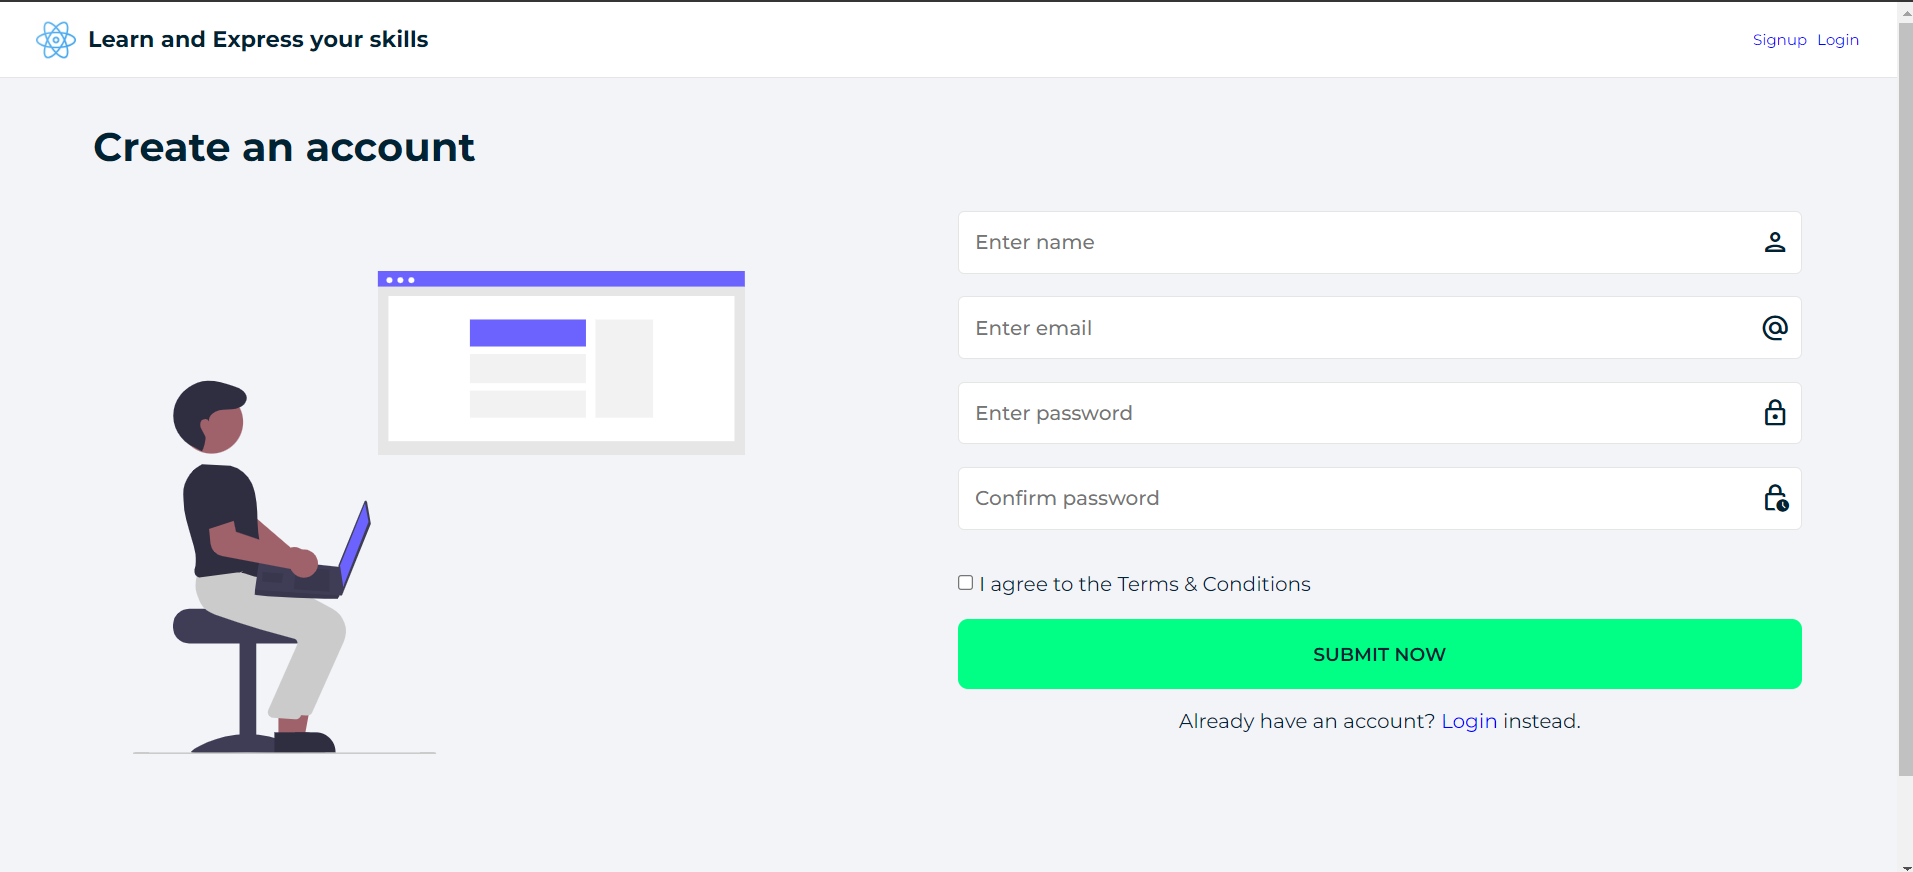 Learn and Express your skills
Signup Login
Create an account
Enter name
Enter email
Enter password
Confirm password
I agree to the Terms & Conditions
SUBMIT NOW
Already have an account? Login instead.